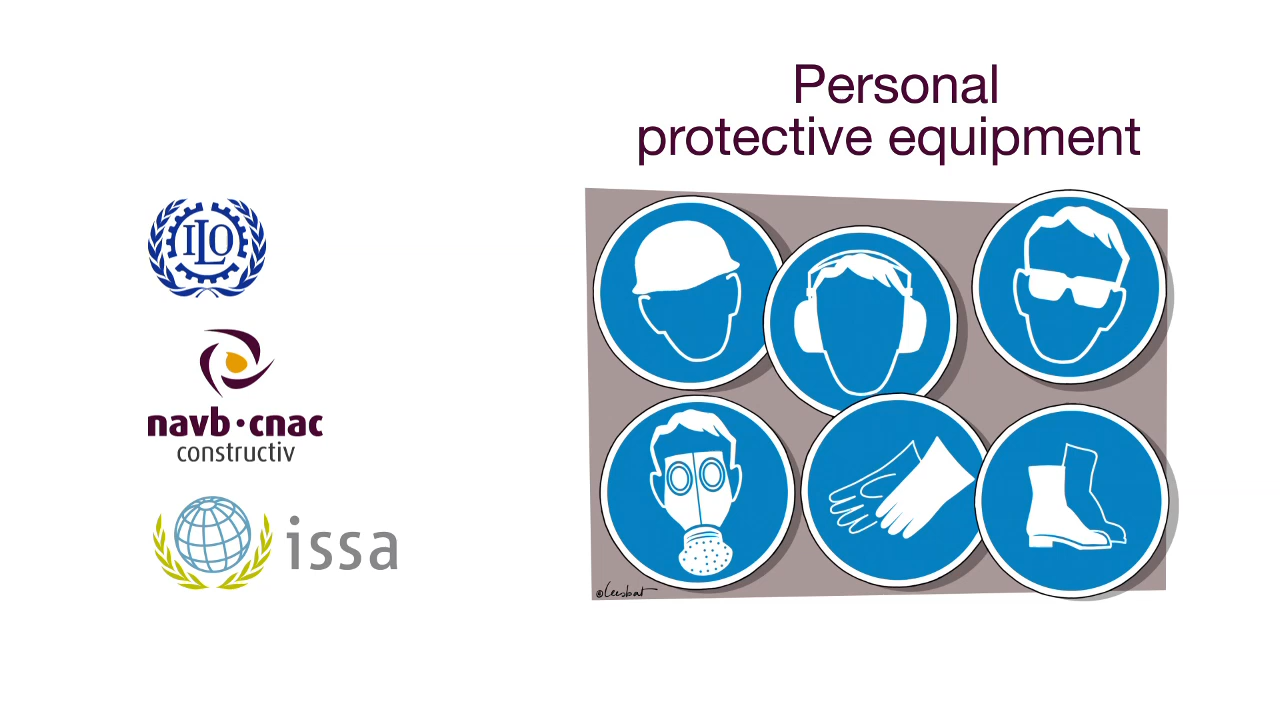 Personal
protective equipment
ILO
navb·cnac
constructiv
issa